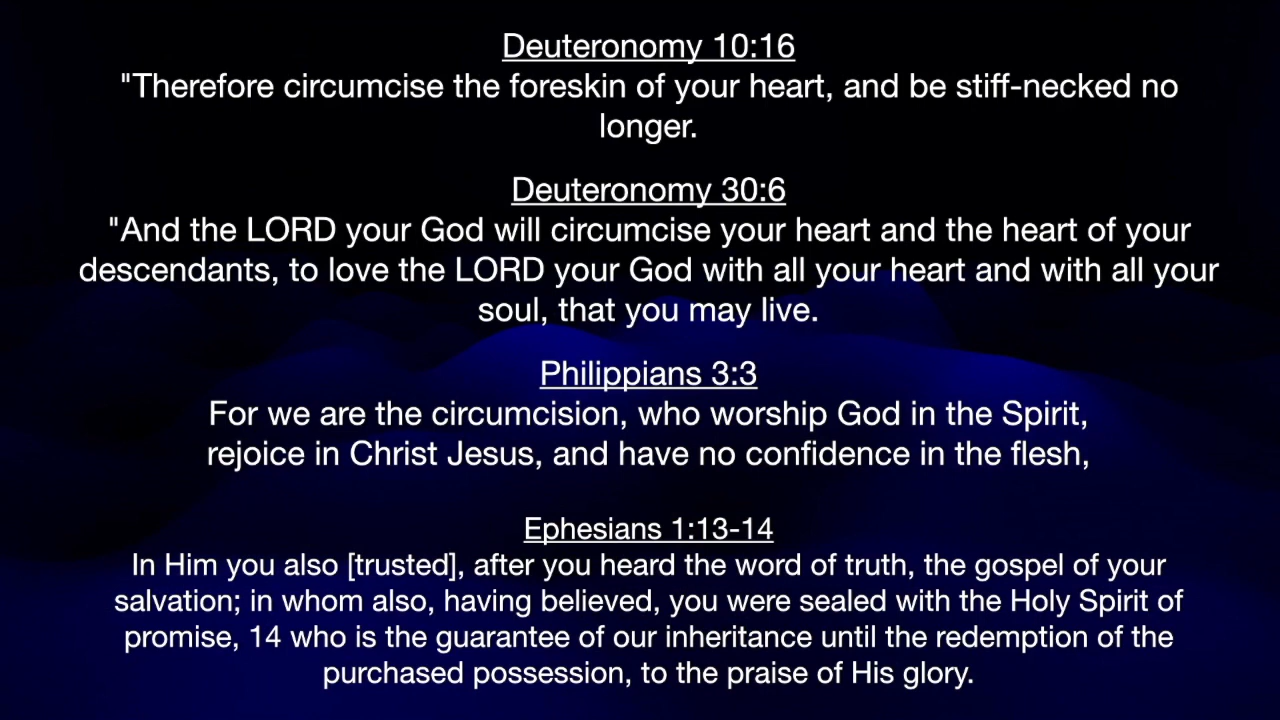 Deuteronomy 10:16
"Therefore circumcise the foreskin of your heart, and be stiff-necked no
longer.
Deuteronomy 30:6
"And the LORD your God will circumcise your heart and the heart of your
descendants, to love the LORD your God with all your heart and with all your
soul, that you may live.
Philippians 3:3
For we are the circumcision, who worship God in the Spirit,
rejoice in Christ Jesus, and have no confidence in the flesh,
Ephesians 1:13-14
In Him you also [trusted], after you heard the word of truth, the gospel of your
salvation; in whom also, having believed, you were sealed with the Holy Spirit of
promise, 14 who is the guarantee of our inheritance until the redemption of the
purchased possession, to the praise of His glory.